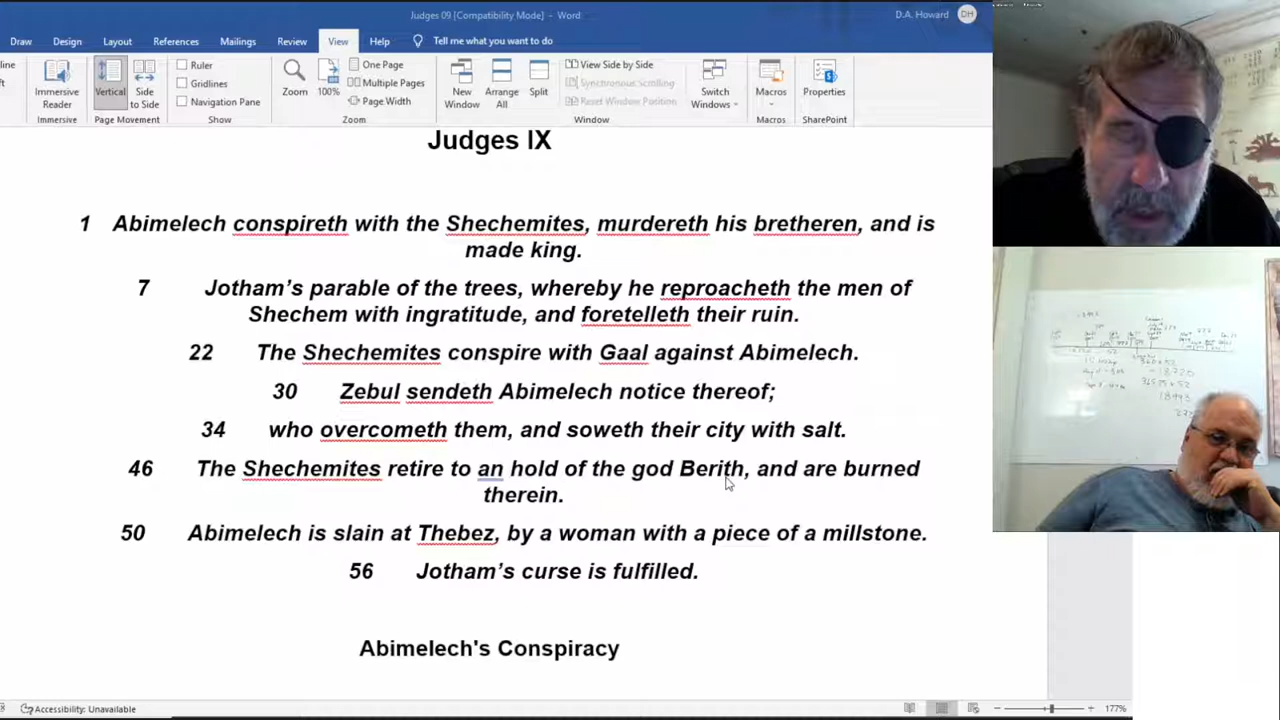 Judges 09 [Compatibility Mode] - Word
D.A. Howard DH
Draw Design Layout References Mailings Review View Help Tell me what you want to do
Immersive Reader
Immersive
Vertical Side to Side
Page Movement
Ruler
Gridlines
Navigation Pane
Show
Zoom 100%
One Page
Multiple Pages
Page Width
Zoom
New Window Arrange All Split
View Side by Side
Synchronous Scrolling
Reset Window Position
Window
Switch Windows
Macros
Macros
Properties
SharePoint
Judges IX
1 Abimelech conspireth with the Shechemites, murdereth his bretheren, and is
made king.
7 Jotham’s parable of the trees, whereby he reproacheth the men of
Shechem with ingratitude, and foretelleth their ruin.
22 The Shechemites conspire with Gaal against Abimelech.
30 Zebul sendeth Abimelech notice thereof;
34 who overcometh them, and soweth their city with salt.
46 The Shechemites retire to an hold of the god Berith, and are burned
therein.
50 Abimelech is slain at Thebez, by a woman with a piece of a millstone.
56 Jotham’s curse is fulfilled.
Abimelech's Conspiracy
Accessibility: Unavailable
177%